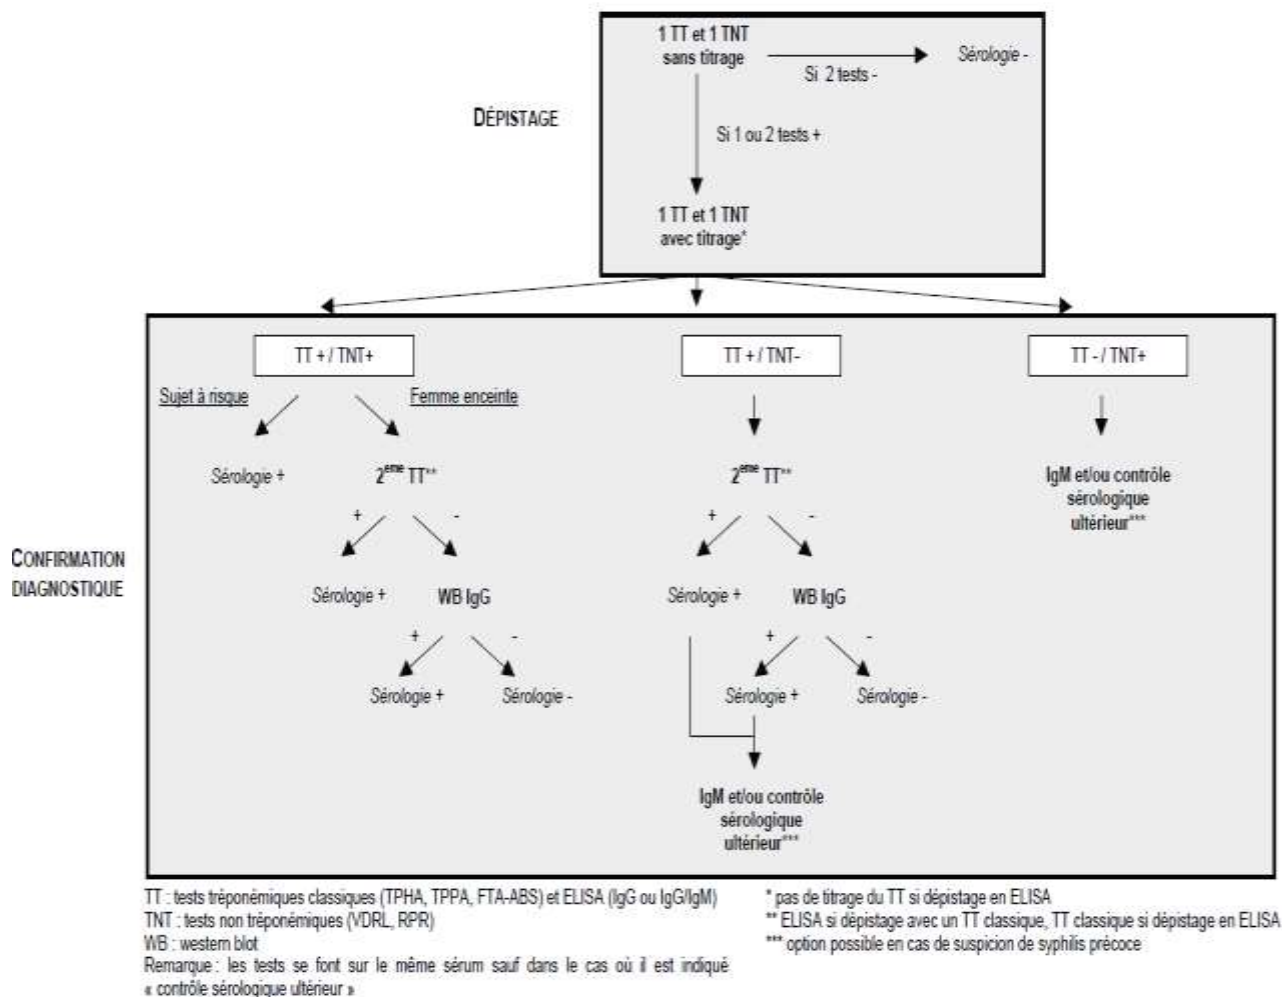 1 TT et 1 TNT
sans titrage
Si 2 tests -
Sérologie -
DÉPISTAGE
Si 1 ou 2 tests +
1 TT et 1 TNT
avec titrage*
TT + / TNT+
TT + / TNT-
TT - / TNT+
Sujet à risque
Femme enceinte
Sérologie +
2eme TT**
2eme TT**
IgM et/ou contrôle
sérologique
ultérieur***
+ -
+ -
CONFIRMATION
DIAGNOSTIQUE
Sérologie +
WB IgG
Sérologie +
WB IgG
+ -
+ -
Sérologie +
Sérologie -
Sérologie +
Sérologie -
IgM et/ou contrôle
sérologique
ultérieur***
TT : tests tréponémiques classiques (TPHA, TPPA, FTA-ABS) et ELISA (IgG ou IgG/IgM)
TNT : tests non tréponémiques (VDRL, RPR)
WB : western blot
Remarque : les tests se font sur le même sérum sauf dans le cas où il est indiqué
« contrôle sérologique ultérieur »
* pas de titrage du TT si dépistage en ELISA
** ELISA si dépistage avec un TT classique, TT classique si dépistage en ELISA
*** option possible en cas de suspicion de syphilis précoce